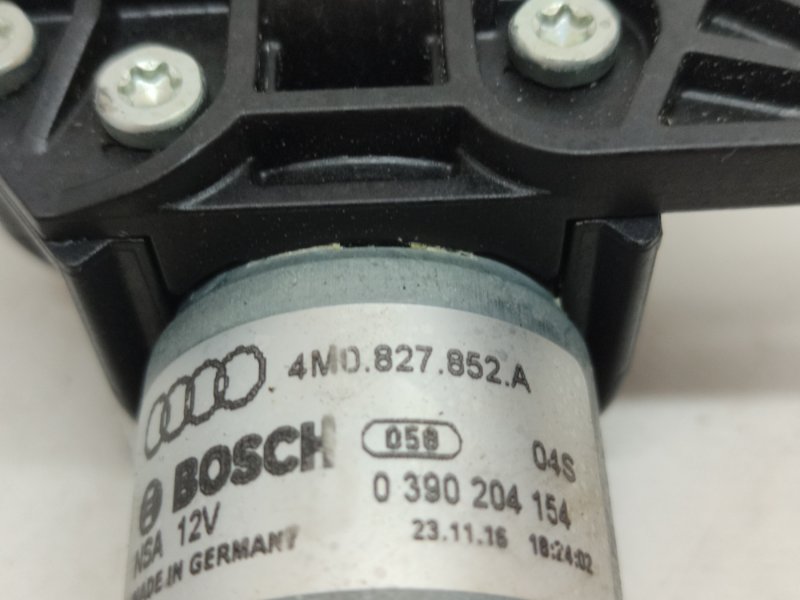 4M0.827.852.A
BOSCH 058 04S
NSA 12V 0 390 204 154
MADE IN GERMANY 23.11.16 18:24:02